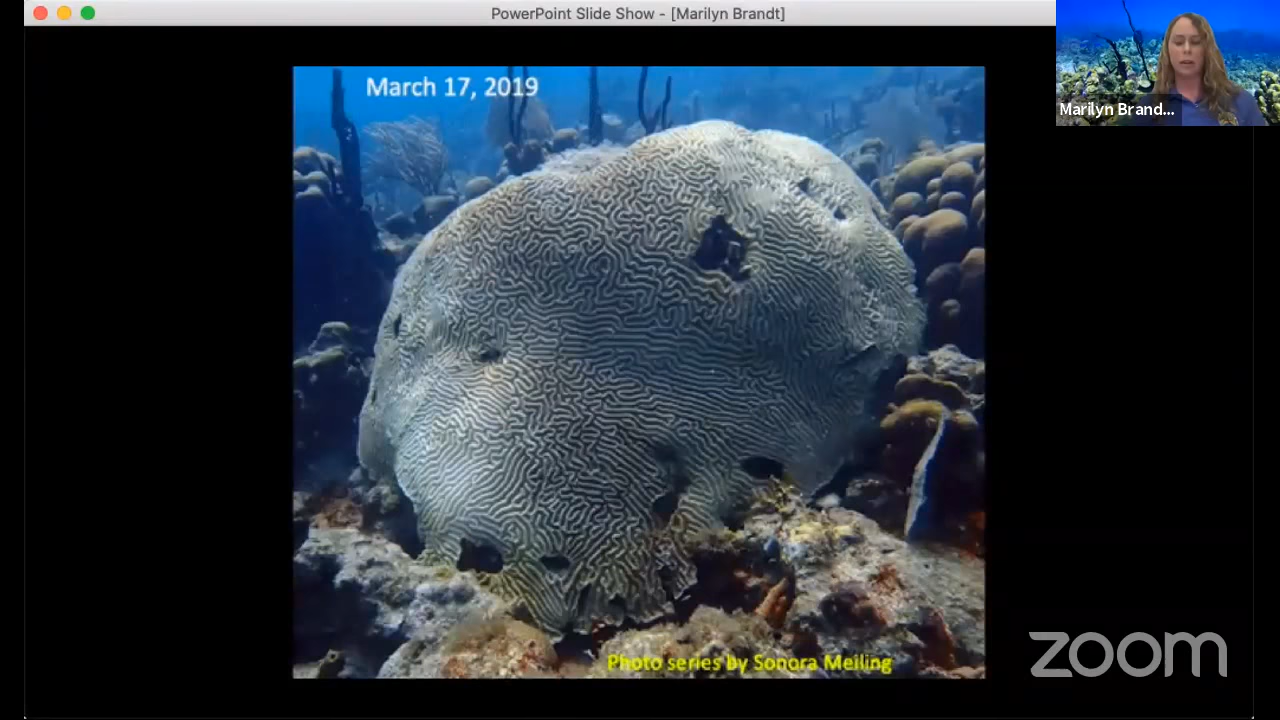 PowerPoint Slide Show - [Marilyn Brandt]
Marilyn Brand...
March 17, 2019
Photo series by Sonora Meiling
zoom